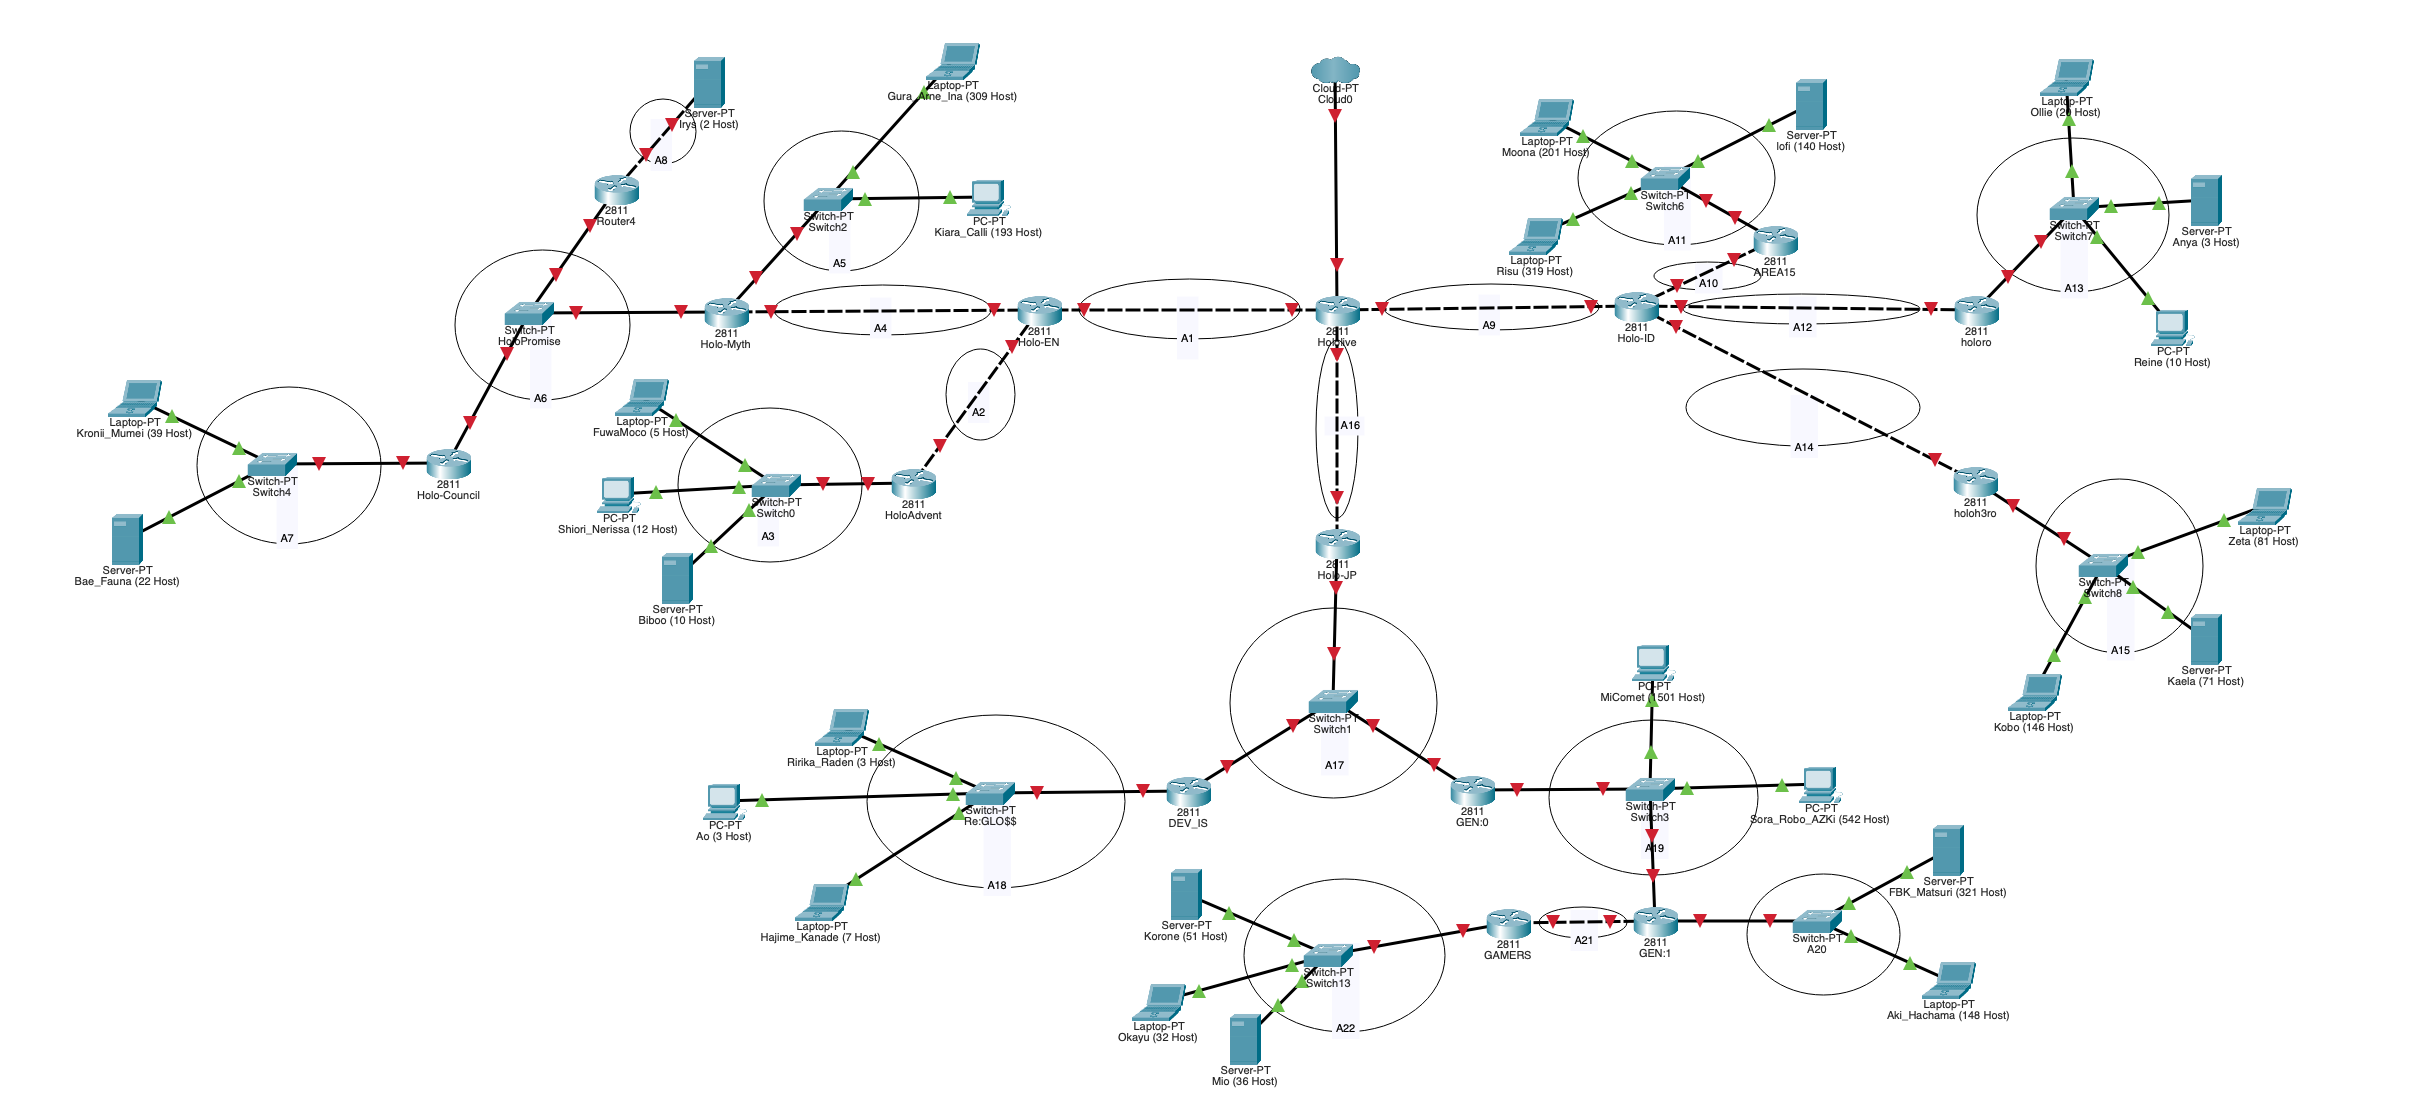 Cloud-PT
Cloud0
Laptop-PT
Gura_Ame_Ina (309 Host)
Server-PT
Irys (2 Host)
A8
2811
Router4
Switch-PT
Switch2
PC-PT
Kiara_Calli (193 Host)
A5
Laptop-PT
Moona (201 Host)
Server-PT
Iofi (140 Host)
Switch-PT
Switch6
Laptop-PT
Risu (319 Host)
A11
2811
AREA15
A10
Laptop-PT
Ollie (20 Host)
Switch-PT
Switch7
Server-PT
Anya (3 Host)
A13
PC-PT
Reine (10 Host)
Switch-PT
HoloPromise
A6
2811
Holo-Myth
A4
2811
Holo-EN
A1
2811
Hololive
A9
2811
Holo-ID
A12
2811
holoro
A2
A16
A14
Laptop-PT
Kronii_Mumei (39 Host)
Switch-PT
Switch4
2811
Holo-Council
A7
Server-PT
Bae_Fauna (22 Host)
Laptop-PT
FuwaMoco (5 Host)
PC-PT
Shiori_Nerissa (12 Host)
Switch-PT
Switch0
2811
HoloAdvent
A3
Server-PT
Biboo (10 Host)
2811
Holo-JP
2811
holoh3ro
Laptop-PT
Zeta (81 Host)
Switch-PT
Switch8
A15
Server-PT
Kaela (71 Host)
Laptop-PT
Kobo (146 Host)
Switch-PT
Switch1
A17
PC-PT
MiComet (1501 Host)
Laptop-PT
Ririka_Raden (3 Host)
PC-PT
Ao (3 Host)
Switch-PT
Re:GLO$$
2811
DEV_IS
A18
Laptop-PT
Hajime_Kanade (7 Host)
2811
GEN:0
Switch-PT
Switch3
PC-PT
Sora_Robo_AZKi (542 Host)
A19
Server-PT
FBK_Matsuri (321 Host)
Server-PT
Korone (51 Host)
2811
GAMERS
A21
2811
GEN:1
Switch-PT
A20
Switch-PT
Switch13
Laptop-PT
Okayu (32 Host)
A22
Server-PT
Mio (36 Host)
Laptop-PT
Aki_Hachama (148 Host)